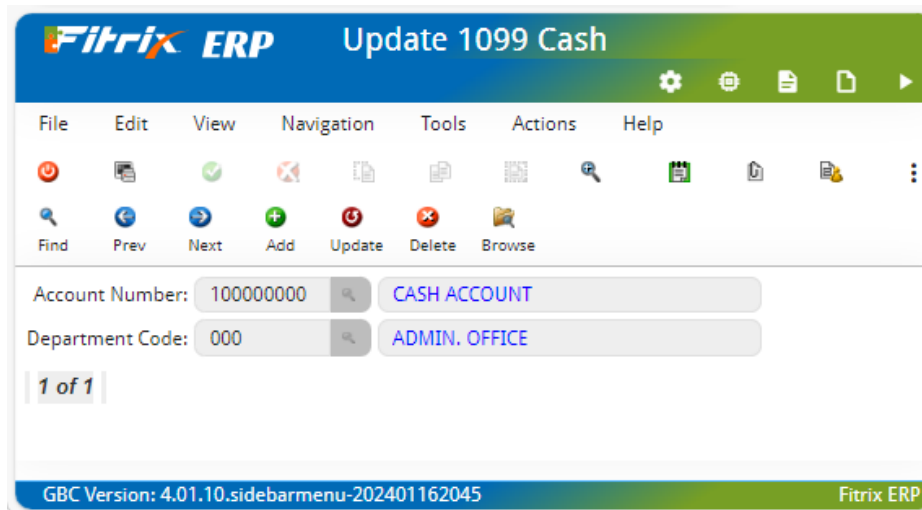 Fitrix ERP Update 1099 Cash
File Edit View Navigation Tools Actions Help
Find Prev Next Add Update Delete Browse
Account Number: 100000000 CASH ACCOUNT
Department Code: 000 ADMIN. OFFICE
1 of 1
GBC Version: 4.01.10.sidebarmenu-202401162045 Fitrix ERP